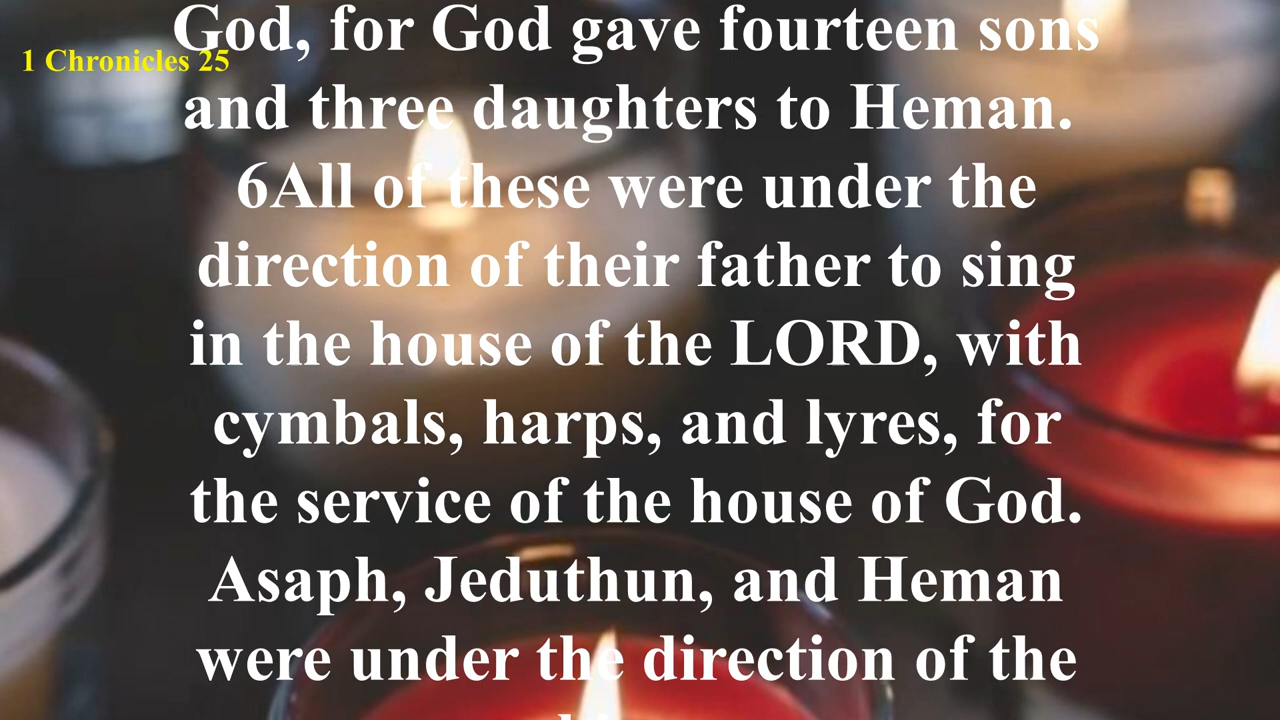 God, for God gave fourteen sons
1 Chronicles 25
and three daughters to Heman.
6All of these were under the
direction of their father to sing
in the house of the LORD, with
cymbals, harps, and lyres, for
the service of the house of God.
Asaph, Jeduthun, and Heman
were under the direction of the